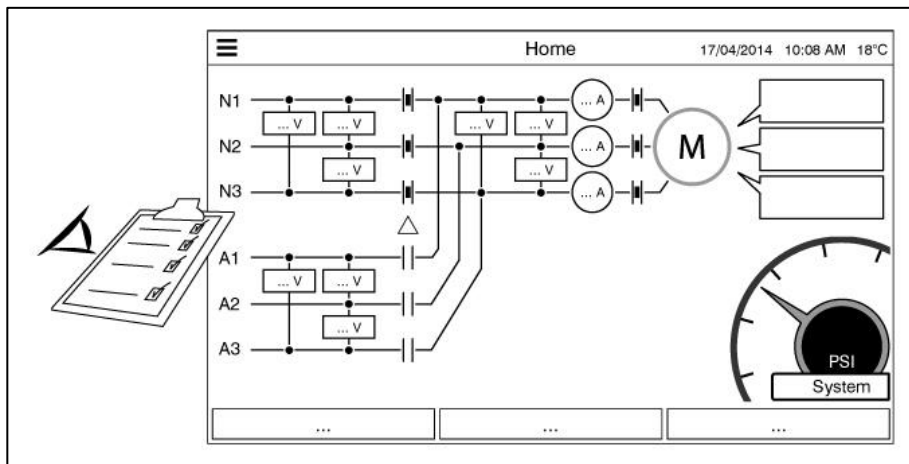 Home 17/04/2014 10:08 AM 18°C
N1 ... A
... V ... V ... V ... V
N2 ... A M
... V ... V
N3 ... A
A1
... V ... V
A2
... V
A3
PSI
System
... ... ...